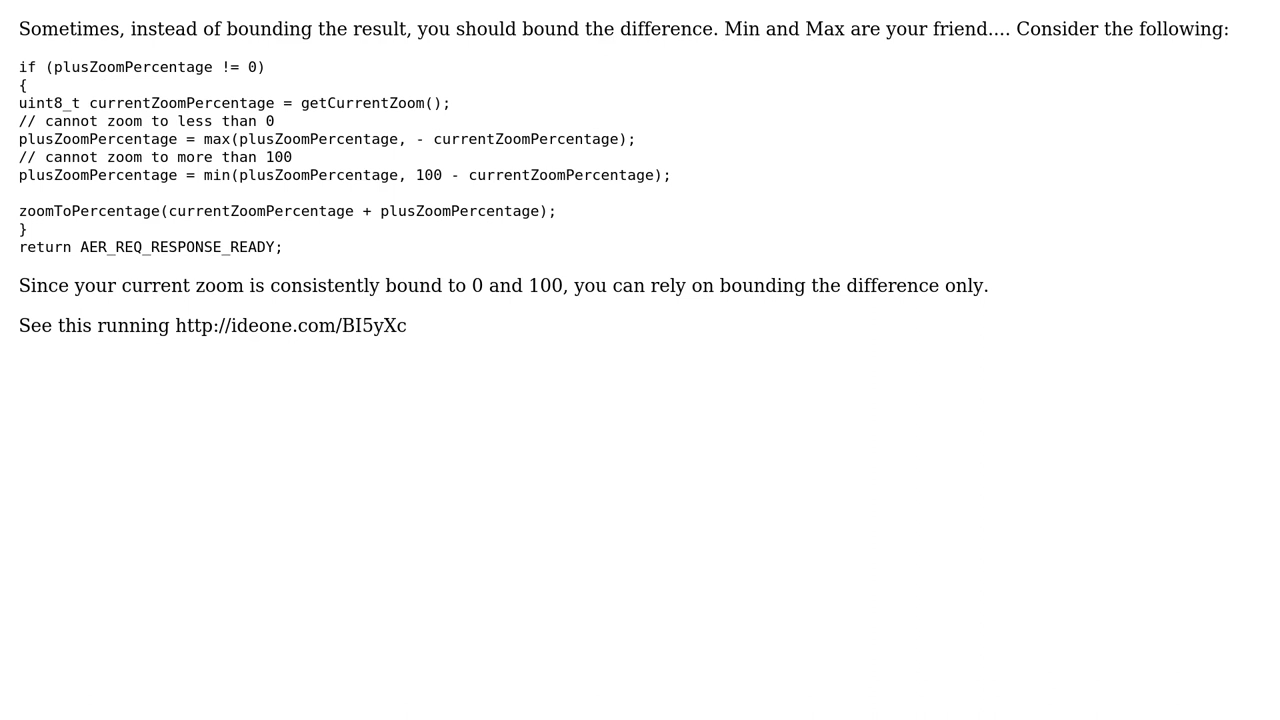 Sometimes, instead of bounding the result, you should bound the difference. Min and Max are your friend.... Consider the following:
if (plusZoomPercentage != 0)
{
uint8_t currentZoomPercentage = getCurrentZoom();
// cannot zoom to less than 0
plusZoomPercentage = max(plusZoomPercentage, - currentZoomPercentage);
// cannot zoom to more than 100
plusZoomPercentage = min(plusZoomPercentage, 100 - currentZoomPercentage);
zoomToPercentage(currentZoomPercentage + plusZoomPercentage);
}
return AER_REQ_RESPONSE_READY;
Since your current zoom is consistently bound to 0 and 100, you can rely on bounding the difference only.
See this running http://ideone.com/BI5yXc